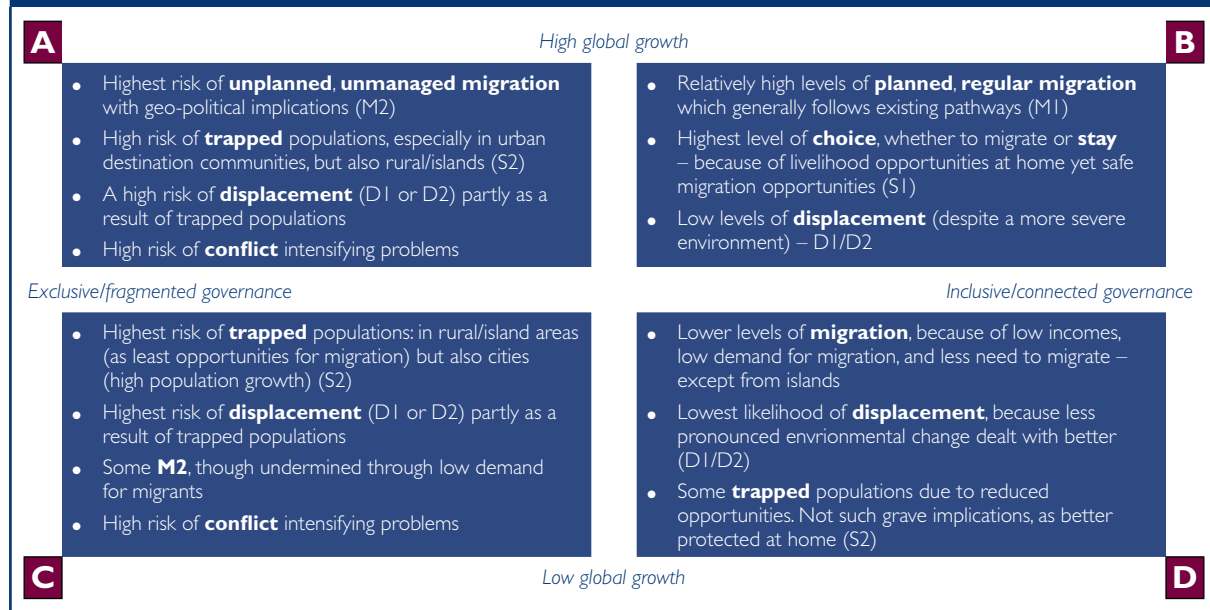 A
High global growth
B
• Highest risk of unplanned, unmanaged migration
with geo-political implications (M2)
• High risk of trapped populations, especially in urban
destination communities, but also rural/islands (S2)
• A high risk of displacement (D1 or D2) partly as a
result of trapped populations
• High risk of conflict intensifying problems
• Relatively high levels of planned, regular migration
which generally follows existing pathways (M1)
• Highest level of choice, whether to migrate or stay
– because of livelihood opportunities at home yet safe
migration opportunities (S1)
• Low levels of displacement (despite a more severe
environment) – D1/D2
Exclusive/fragmented governance
Inclusive/connected governance
• Highest risk of trapped populations: in rural/island areas
(as least opportunities for migration) but also cities
(high population growth) (S2)
• Highest risk of displacement (D1 or D2) partly as a
result of trapped populations
• Some M2, though undermined through low demand
for migrants
• High risk of conflict intensifying problems
• Lower levels of migration, because of low incomes,
low demand for migration, and less need to migrate –
except from islands
• Lowest likelihood of displacement, because less
pronounced envrionmental change dealt with better
(D1/D2)
• Some trapped populations due to reduced
opportunities. Not such grave implications, as better
protected at home (S2)
C
Low global growth
D